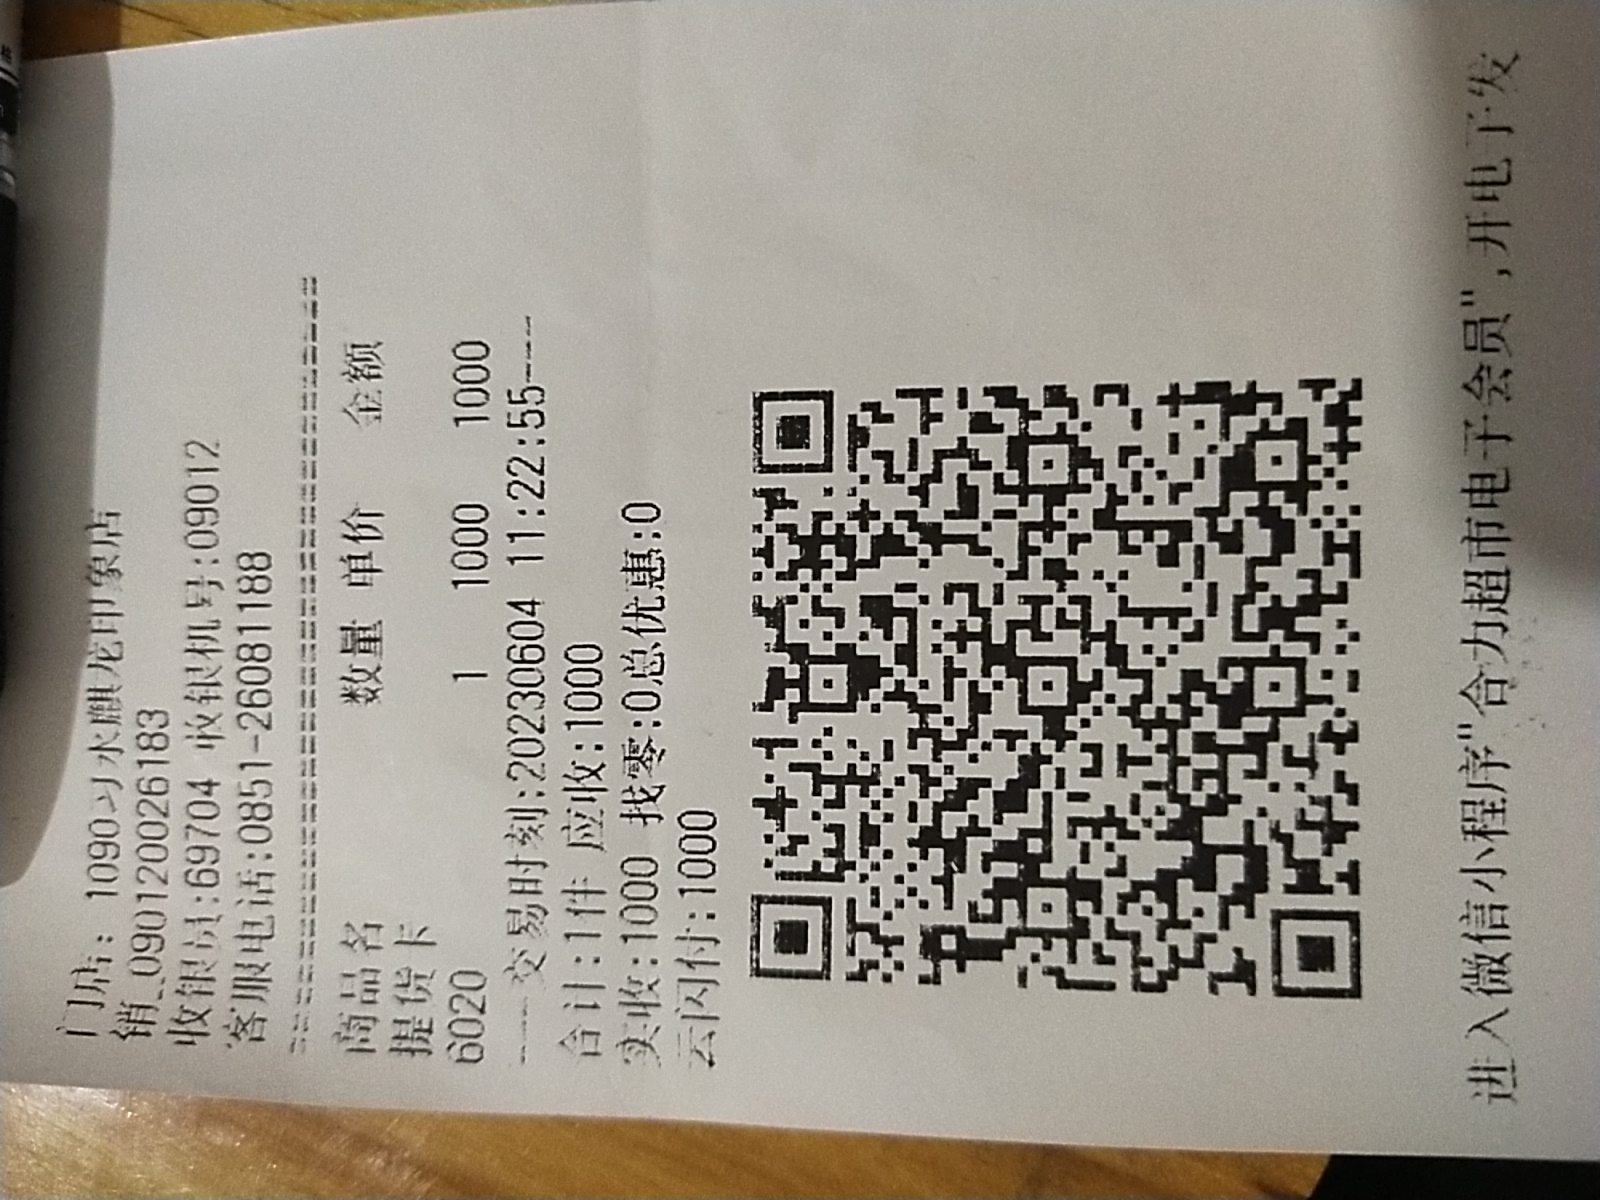 门店: 1090习水麒龙印象店
销_090120026183
收银员:69704 收银机号:09012
客服电话:0851-26081188
商品名 数量 单价 金额
提货卡
6020 1 1000 1000
----交易时刻:20230604 11:22:55----
合计:1件 应收:1000
实收:1000 找零:0总优惠:0
云闪付:1000
进入微信小程序"合力超市电子会员",开电子发